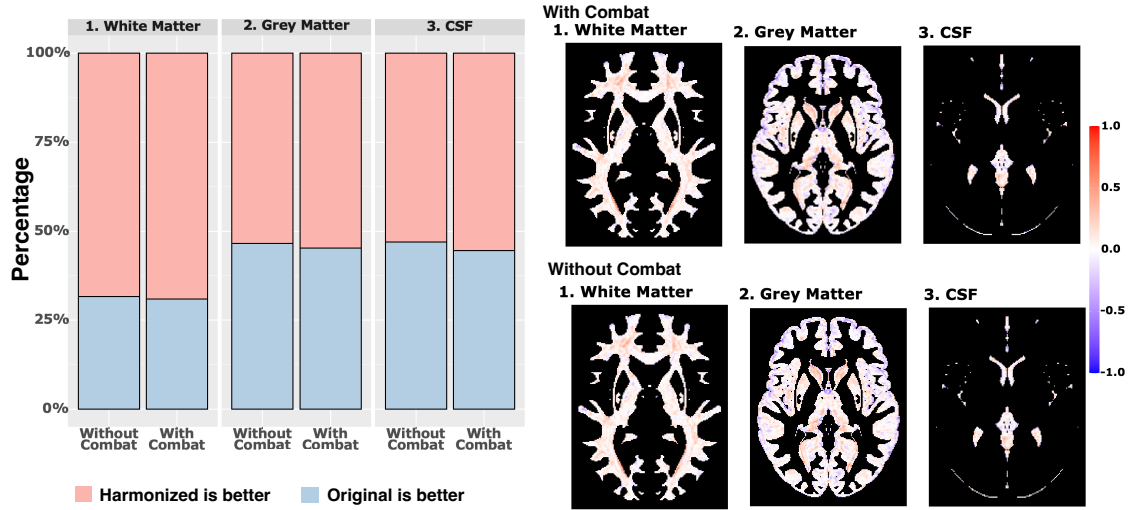 1. White Matter
2. Grey Matter
3. CSF
Percentage
100%
75%
50%
25%
0%
Without
Combat
With
Combat
Without
Combat
With
Combat
Without
Combat
With
Combat
Harmonized is better
Original is better
With Combat
1. White Matter
2. Grey Matter
3. CSF
Without Combat
1. White Matter
2. Grey Matter
3. CSF
1.0
0.5
0.0
-0.5
-1.0